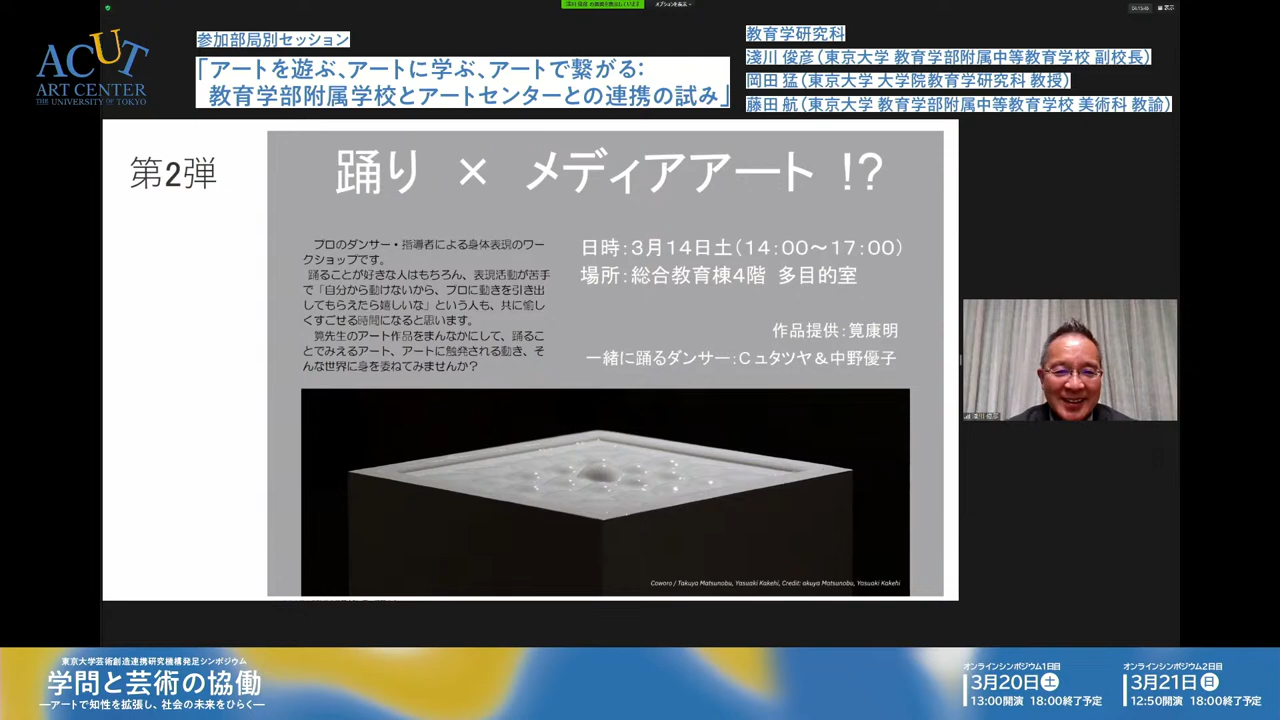 ACUT
ART CENTER
THE UNIVERSITY OF TOKYO
参加部局別セッション
「アートを遊ぶ、アートに学ぶ、アートで繋がる:
教育学部附属学校とアートセンターとの連携の試み」
教育学研究科
淺川 俊彦（東京大学 教育学部附属中等教育学校 副校長）
岡田 猛（東京大学 大学院教育学研究科 教授）
藤田 航（東京大学 教育学部附属中等教育学校 美術科 教諭）
第2弾
踊り × メディアアート !?
プロのダンサー・指導者による身体表現のワー
クショップです。
踊ることが好きな人はもちろん、表現活動が苦手
で「自分から動けないから、プロに動きを引き出
してもらえたら嬉しいな」という人も、共に愉し
くすごせる時間になると思います。
筧先生のアート作品をまんなかにして、踊るこ
とでみえるアート、アートに触発される動き、そ
んな世界に身を委ねてみませんか？
日時：3月14日土（14：00～17：00）
場所：総合教育棟4階 多目的室
作品提供：筧康明
一緒に踊るダンサー：Cュタツヤ＆中野優子
Coworo / Takuya Matsunobu, Yasuaki Kakehi, Credit: akuya Matsunobu, Yasuaki Kakehi
東京大学芸術創造連携研究機構発足シンポジウム
学問と芸術の協働
―アートで知性を拡張し、社会の未来をひらく―
オンラインシンポジウム1日目
3月20日土
13:00開演 18:00終了予定
オンラインシンポジウム2日目
3月21日日
12:50開演 18:00終了予定